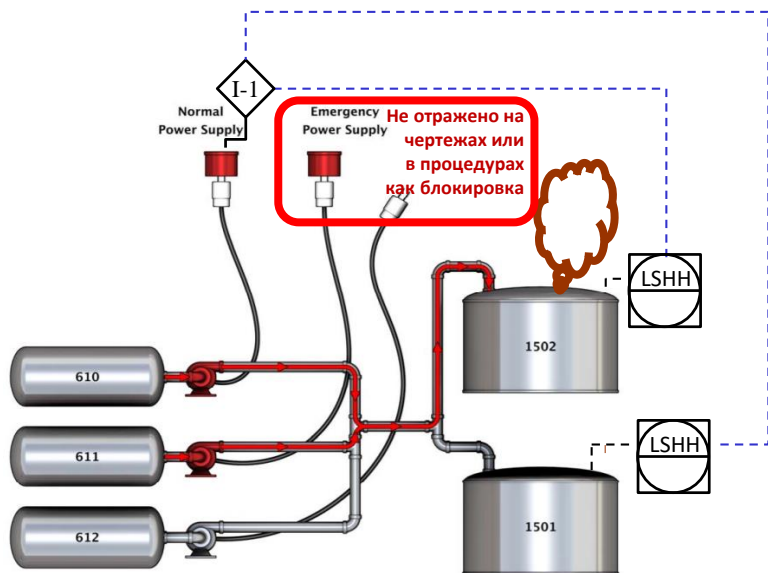 I-1
Normal
Power Supply
Emergency
Power Supply
Не отражено на
чертежах или
в процедурах
как блокировка
LSHH
1502
610
611
612
LSHH
1501